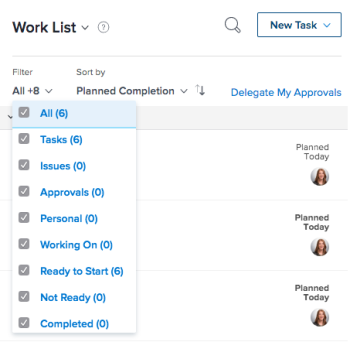 Work List ?
New Task
Filter
Sort by
All +8
Planned Completion
Delegate My Approvals
All (6)
Tasks (6)
Issues (0)
Approvals (0)
Personal (0)
Working On (0)
Ready to Start (6)
Not Ready (0)
Completed (0)
Planned
Today
Planned
Today
Planned
Today